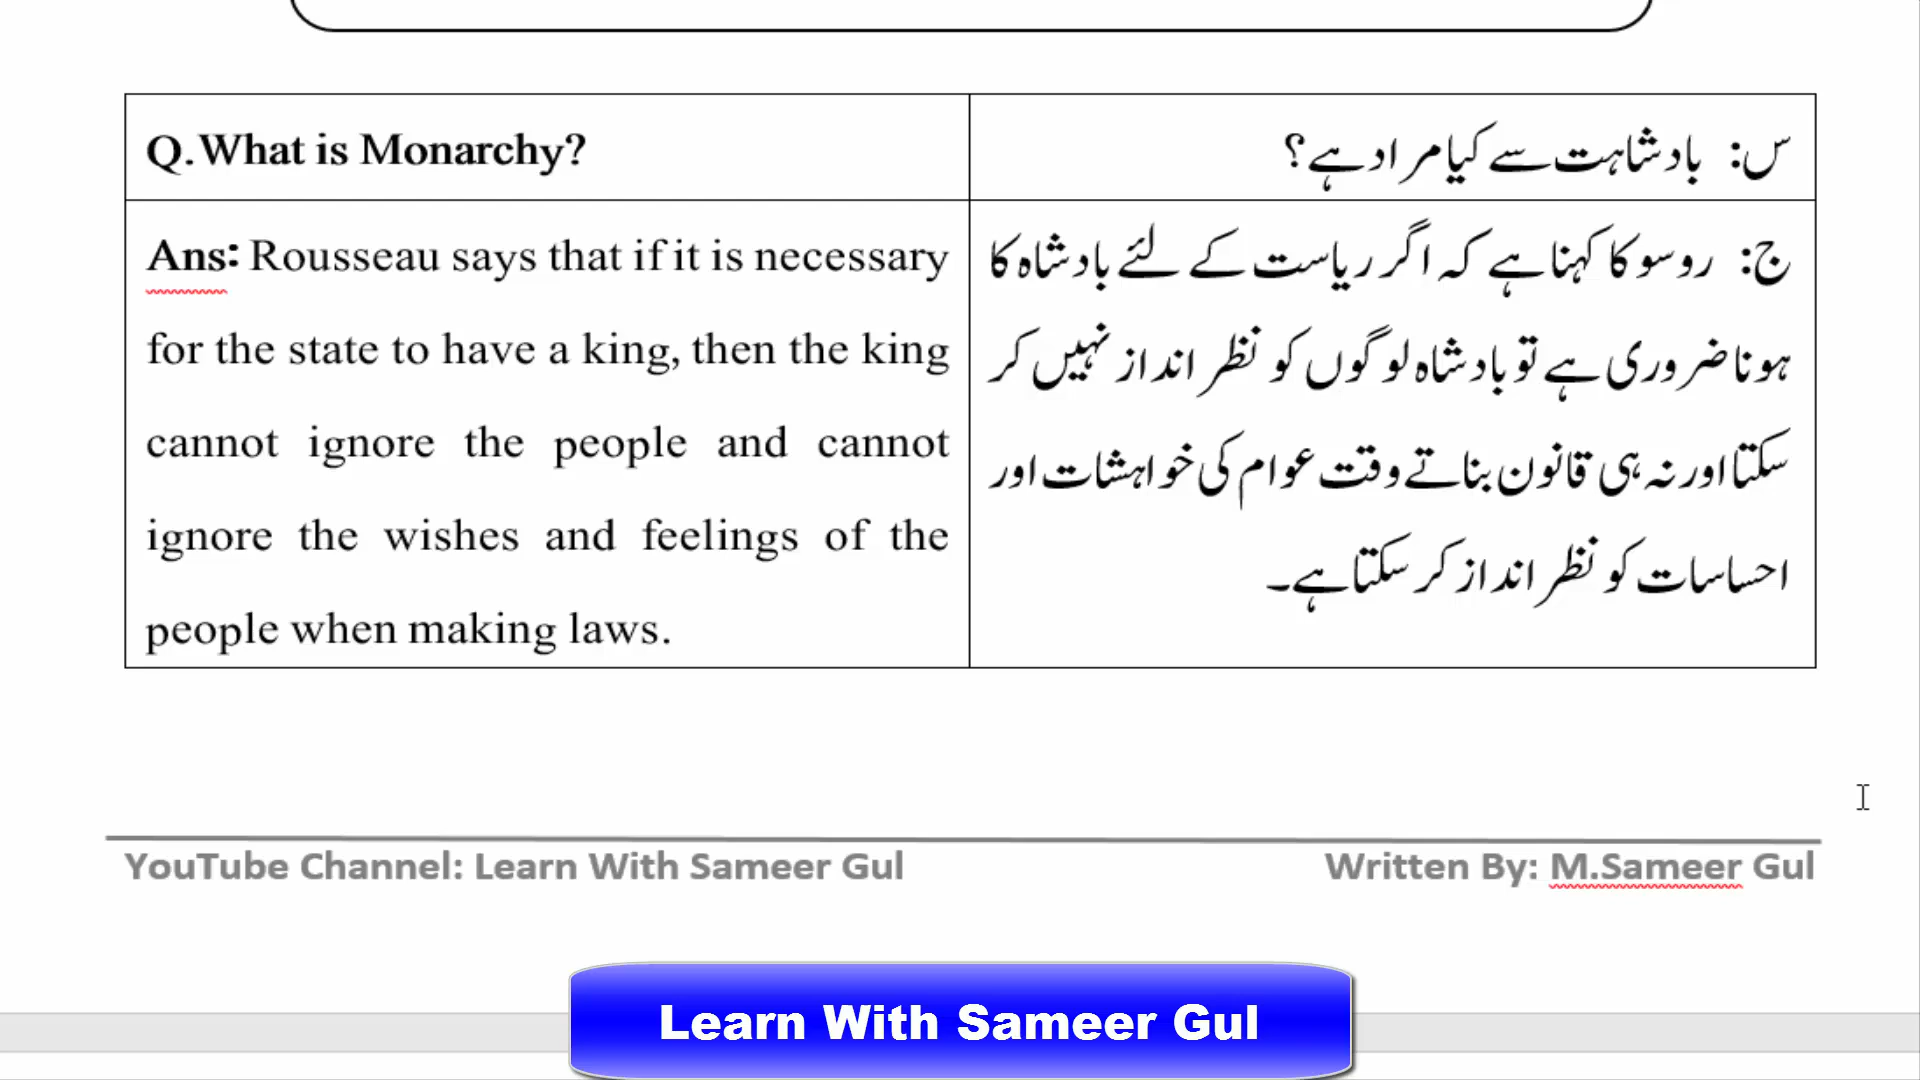 Q. What is Monarchy?
س: بادشاہت سے کیا مراد ہے؟
Ans: Rousseau says that if it is necessary
for the state to have a king, then the king
cannot ignore the people and cannot
ignore the wishes and feelings of the
people when making laws.
ج: روسو کا کہنا ہے کہ اگر ریاست کے لئے بادشاہ کا
ہونا ضروری ہے تو بادشاہ لوگوں کو نظر انداز نہیں کر
سکتا اور نہ ہی قانون بناتے وقت عوام کی خواہشات اور
احساسات کو نظر انداز کر سکتا ہے۔
YouTube Channel: Learn With Sameer Gul
Written By: M.Sameer Gul
Learn With Sameer Gul